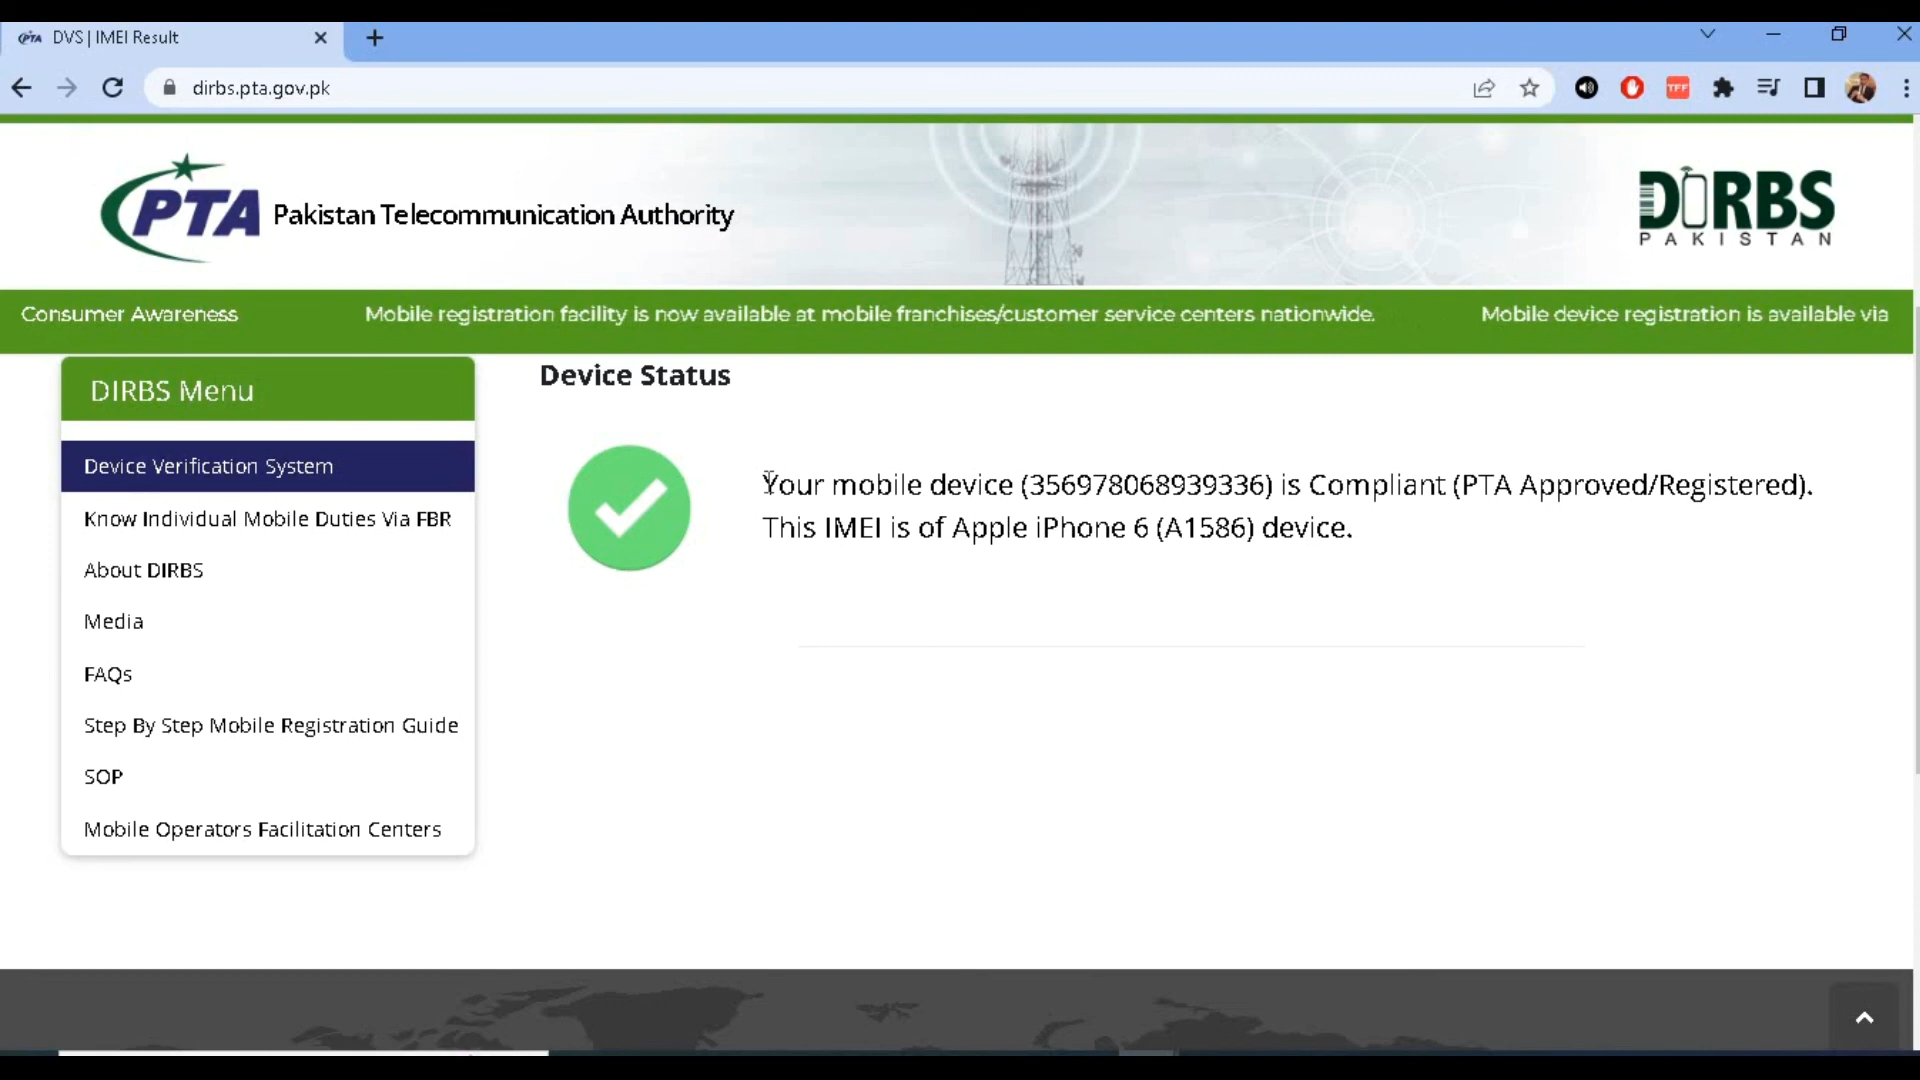 DVS | IMEI Result
dirbs.pta.gov.pk
TFF
PTA Pakistan Telecommunication Authority
DIRBS
PAKISTAN
Consumer Awareness Mobile registration facility is now available at mobile franchises/customer service centers nationwide. Mobile device registration is available via
DIRBS Menu
Device Verification System
Know Individual Mobile Duties Via FBR
About DIRBS
Media
FAQs
Step By Step Mobile Registration Guide
SOP
Mobile Operators Facilitation Centers
Device Status
Your mobile device (356978068939336) is Compliant (PTA Approved/Registered).
This IMEI is of Apple iPhone 6 (A1586) device.